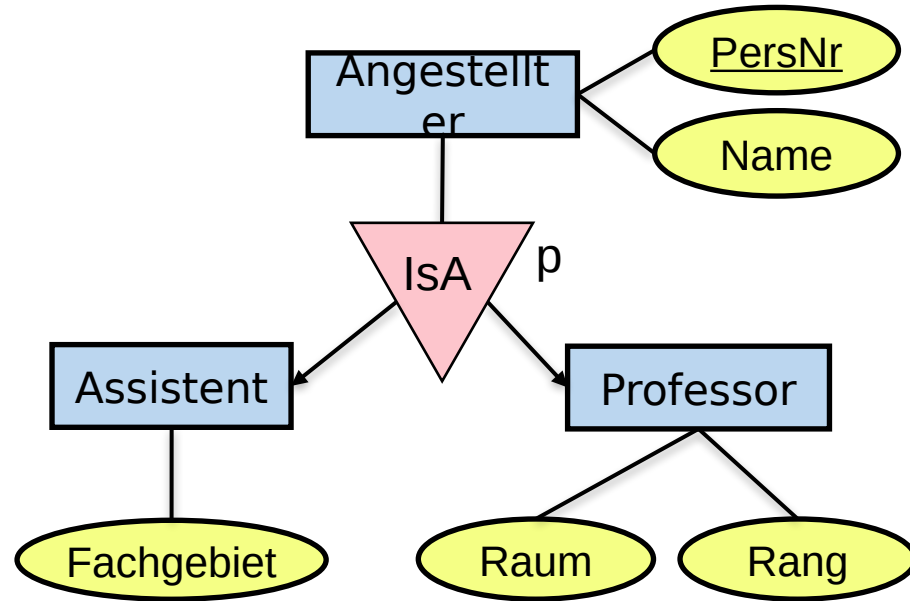 PersNr
Angestellt
er
Name
IsA
p
Assistent
Professor
Fachgebiet
Raum
Rang